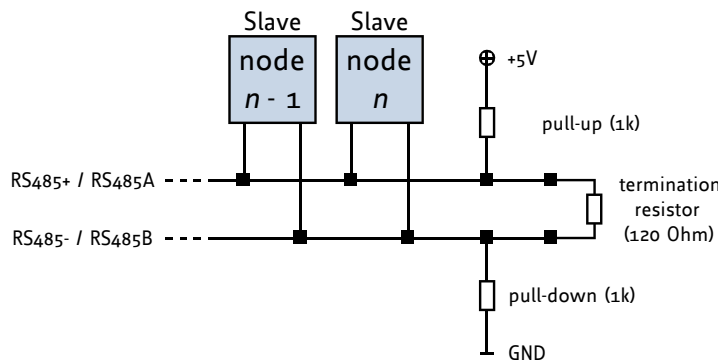 Slave Slave
node node
n - 1 n
+5V
pull-up (1k)
RS485+ / RS485A
termination
resistor
(120 Ohm)
RS485- / RS485B
pull-down (1k)
GND